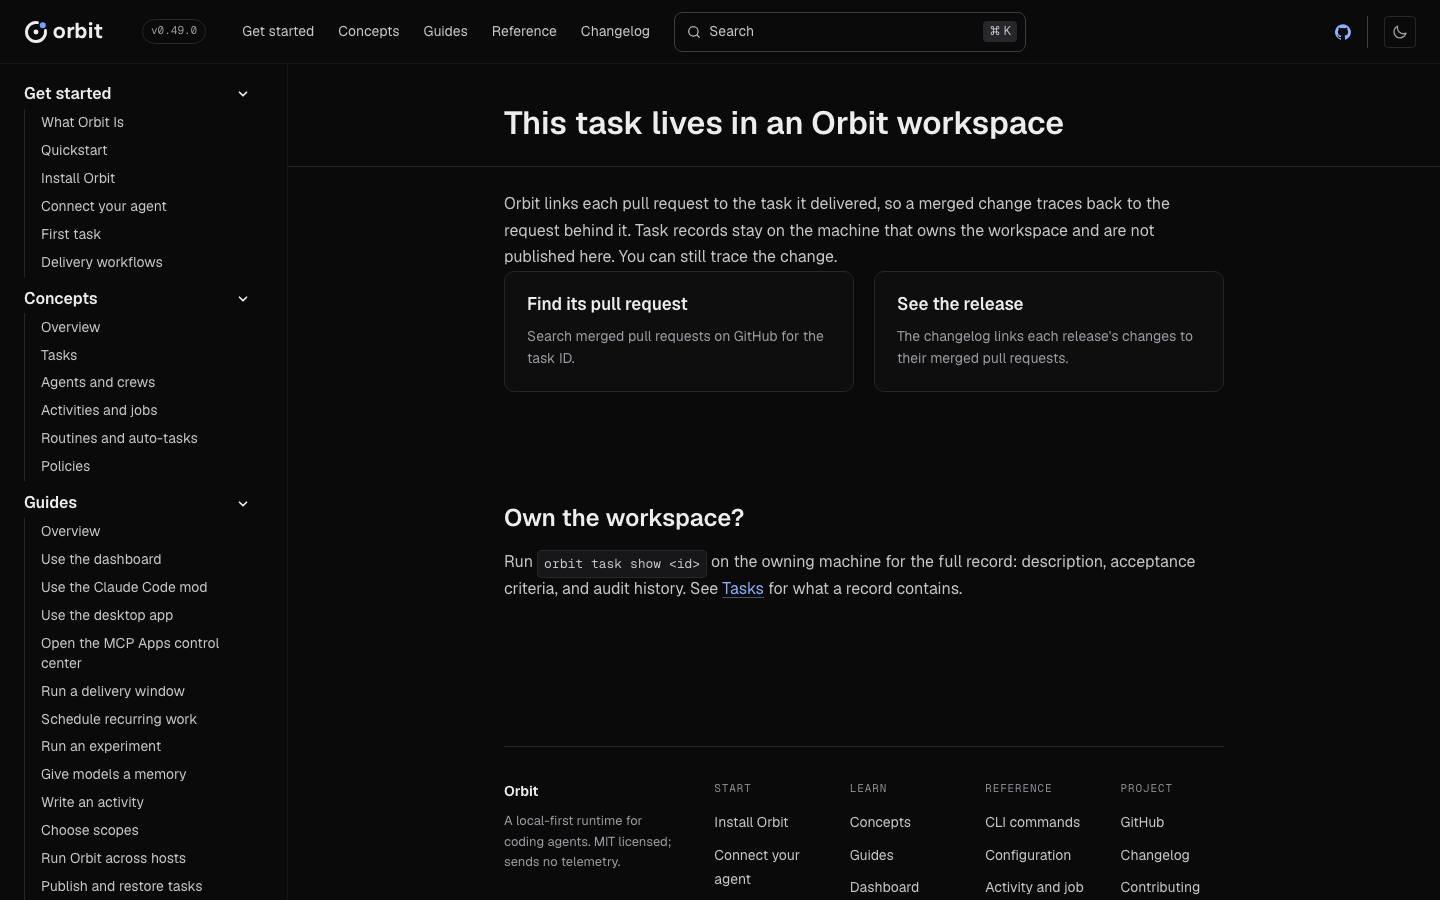 orbit
v0.49.0
Get started
Concepts
Guides
Reference
Changelog
Search
⌘ K
Get started
What Orbit Is
Quickstart
Install Orbit
Connect your agent
First task
Delivery workflows
Concepts
Overview
Tasks
Agents and crews
Activities and jobs
Routines and auto-tasks
Policies
Guides
Overview
Use the dashboard
Use the Claude Code mod
Use the desktop app
Open the MCP Apps control
center
Run a delivery window
Schedule recurring work
Run an experiment
Give models a memory
Write an activity
Choose scopes
Run Orbit across hosts
Publish and restore tasks
This task lives in an Orbit workspace
Orbit links each pull request to the task it delivered, so a merged change traces back to the
request behind it. Task records stay on the machine that owns the workspace and are not
published here. You can still trace the change.
Find its pull request
Search merged pull requests on GitHub for the
task ID.
See the release
The changelog links each release's changes to
their merged pull requests.
Own the workspace?
Run orbit task show <id> on the owning machine for the full record: description, acceptance
criteria, and audit history. See Tasks for what a record contains.
Orbit
A local-first runtime for
coding agents. MIT licensed;
sends no telemetry.
START
Install Orbit
Connect your
agent
LEARN
Concepts
Guides
Dashboard
REFERENCE
CLI commands
Configuration
Activity and job
PROJECT
GitHub
Changelog
Contributing